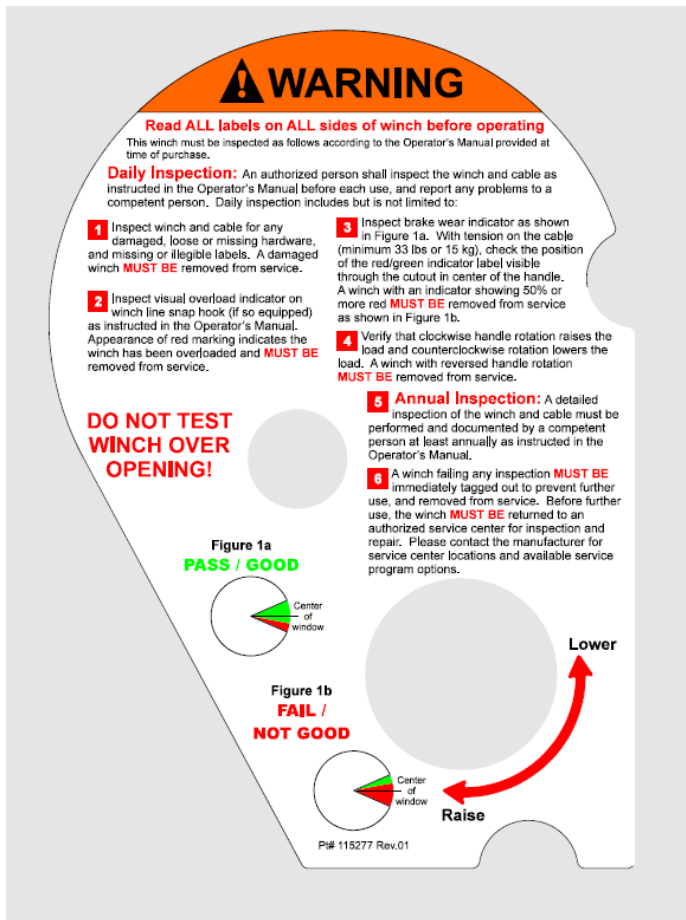 WARNING
Read ALL labels on ALL sides of winch before operating
This winch must be inspected as follows according to the Operator's Manual provided at
time of purchase.
Daily Inspection: An authorized person shall inspect the winch and cable as
instructed in the Operator's Manual before each use, and report any problems to a
competent person. Daily inspection includes but is not limited to:
1 Inspect winch and cable for any
damaged, loose or missing hardware,
and missing or illegible labels. A damaged
winch MUST BE removed from service.
2 Inspect visual overload indicator on
winch line snap hook (if so equipped)
as instructed in the Operator's Manual.
Appearance of red marking indicates the
winch has been overloaded and MUST BE
removed from service.
3 Inspect brake wear indicator as shown
in Figure 1a. With tension on the cable
(minimum 33 lbs or 15 kg), check the position
of the red/green indicator label visible
through the cutout in center of the handle.
A winch with an indicator showing 50% or
more red MUST BE removed from service
as shown in Figure 1b.
4 Verify that clockwise handle rotation raises the
load and counterclockwise rotation lowers the
load. A winch with reversed handle rotation
MUST BE removed from service.
5 Annual Inspection: A detailed
inspection of the winch and cable must be
performed and documented by a competent
person at least annually as instructed in the
Operator's Manual.
6 A winch failing any inspection MUST BE
immediately tagged out to prevent further
use, and removed from service. Before further
use, the winch MUST BE returned to an
authorized service center for inspection and
repair. Please contact the manufacturer for
service center locations and available service
program options.
DO NOT TEST
WINCH OVER
OPENING!
Figure 1a
PASS / GOOD
Center
of
window
Figure 1b
FAIL /
NOT GOOD
Center
of
window
Lower
Raise
Pt# 115277 Rev.01